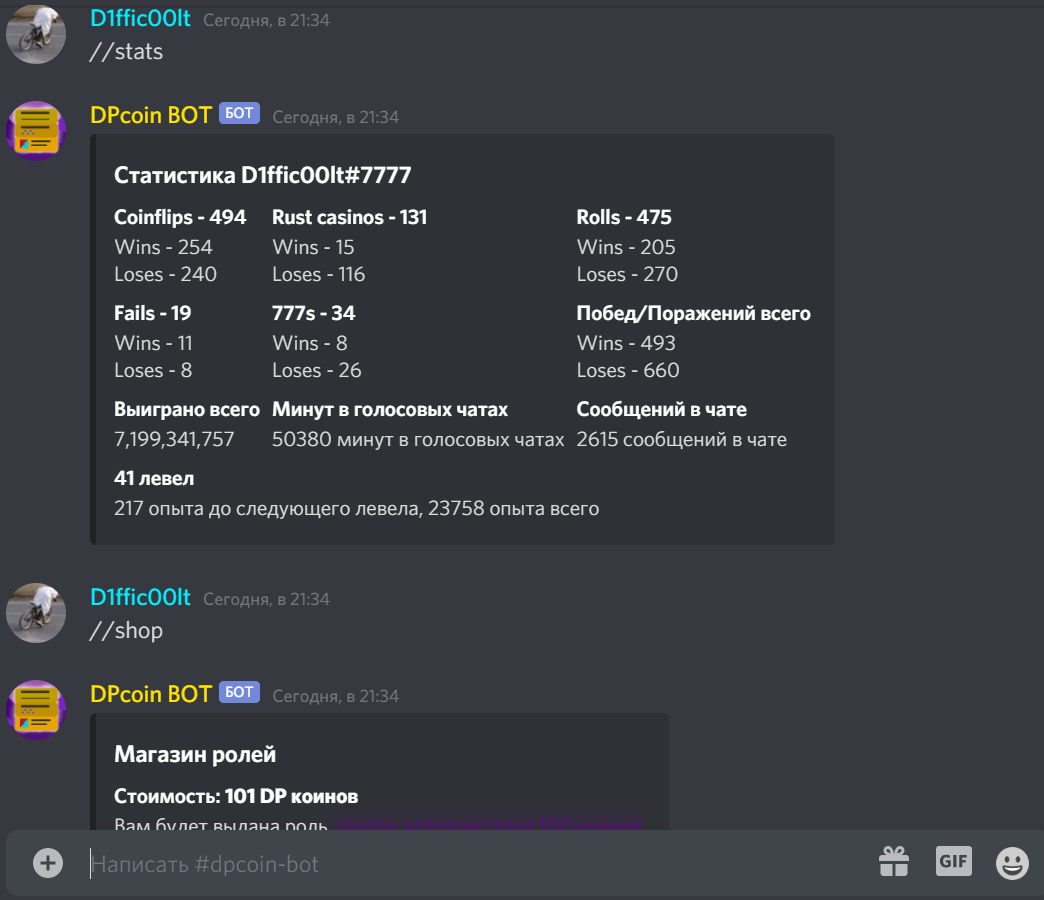 D1ffic00lt Сегодня, в 21:34
//stats
DPcoin BOT БОТ Сегодня, в 21:34
Статистика D1ffic00lt#7777
Coinflips - 494 Rust casinos - 131 Rolls - 475
Wins - 254 Wins - 15 Wins - 205
Loses - 240 Loses - 116 Loses - 270
Fails - 19 777s - 34 Побед/Поражений всего
Wins - 11 Wins - 8 Wins - 493
Loses - 8 Loses - 26 Loses - 660
Выиграно всего Минут в голосовых чатах Сообщений в чате
7,199,341,757 50380 минут в голосовых чатах 2615 сообщений в чате
41 левел
217 опыта до следующего левела, 23758 опыта всего
D1ffic00lt Сегодня, в 21:34
//shop
DPcoin BOT БОТ Сегодня, в 21:34
Магазин ролей
Стоимость: 101 DP коинов
Вам будет выдана роль
Написать #dpcoin-bot
GIF